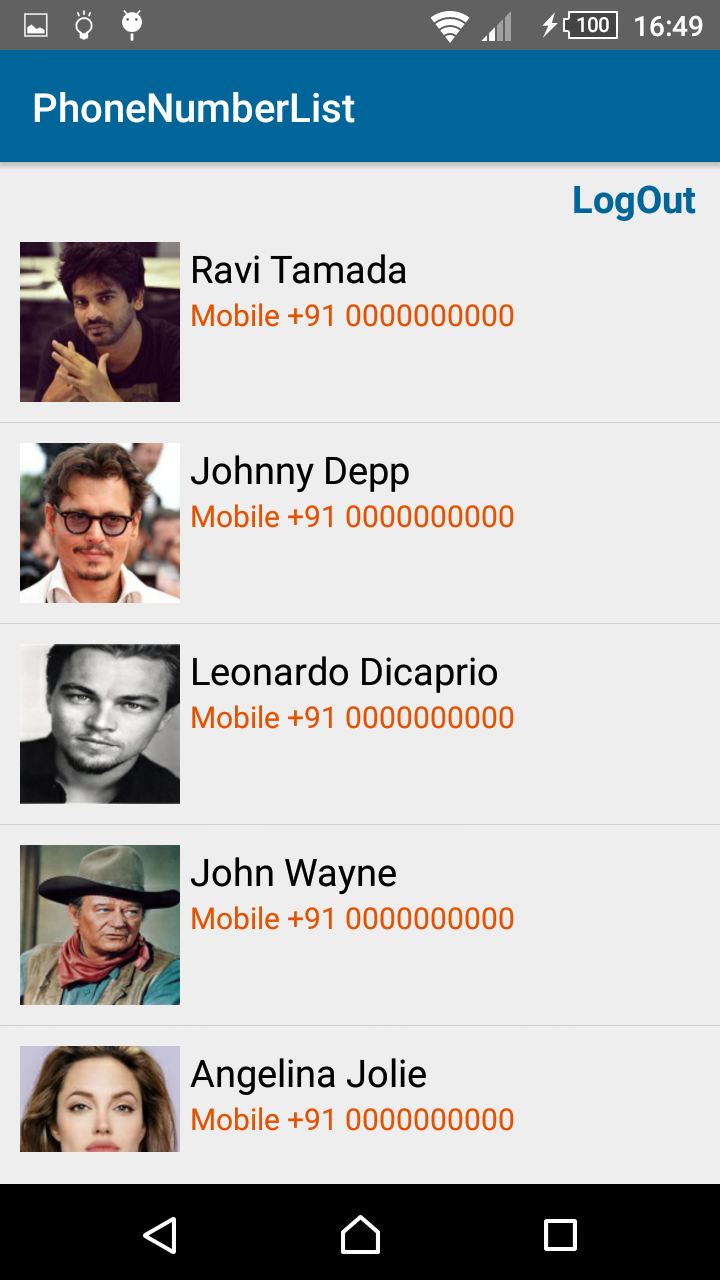 100 16:49
PhoneNumberList
LogOut
Ravi Tamada
Mobile +91 0000000000
Johnny Depp
Mobile +91 0000000000
Leonardo Dicaprio
Mobile +91 0000000000
John Wayne
Mobile +91 0000000000
Angelina Jolie
Mobile +91 0000000000